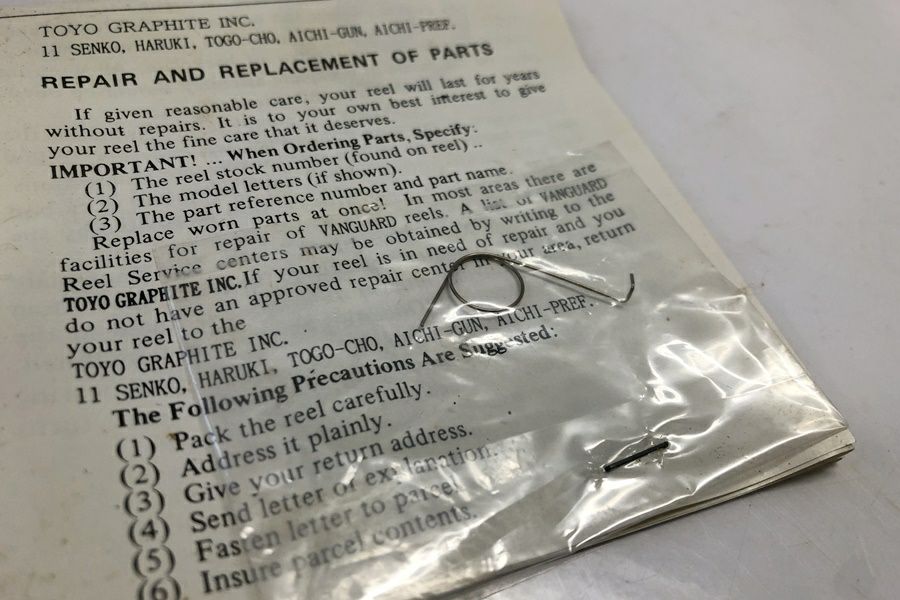 TOYO GRAPHITE INC.
11 SENKO, HARUKI, TOGO-CHO, AICHI-GUN, AICHI-PREF.
REPAIR AND REPLACEMENT OF PARTS
If given reasonable care, your reel will last for years
without repairs. It is to your own best interest to give
your reel the fine care that it deserves.
IMPORTANT! ... When Ordering Parts, Specify:
(1) The reel stock number (found on reel) ..
(2) The model letters (if shown).
(3) The part reference number and part name.
Replace worn parts at once! In most areas there are
facilities for repair of VANGUARD reels. A list of VANGUARD
Reel Service centers may be obtained by writing to the
TOYO GRAPHITE INC. If your reel is in need of repair and you
do not have an approved repair center in your area, return
your reel to the
TOYO GRAPHITE INC.
11 SENKO, HARUKI, TOGO-CHO, AICHI-GUN, AICHI-PREF.
The Following Precautions Are Suggested:
(1) Pack the reel carefully.
(2) Address it plainly.
(3) Give your return address.
(4) Send letter of explanation.
(5) Fasten letter to parcel
(6) Insure parcel contents.